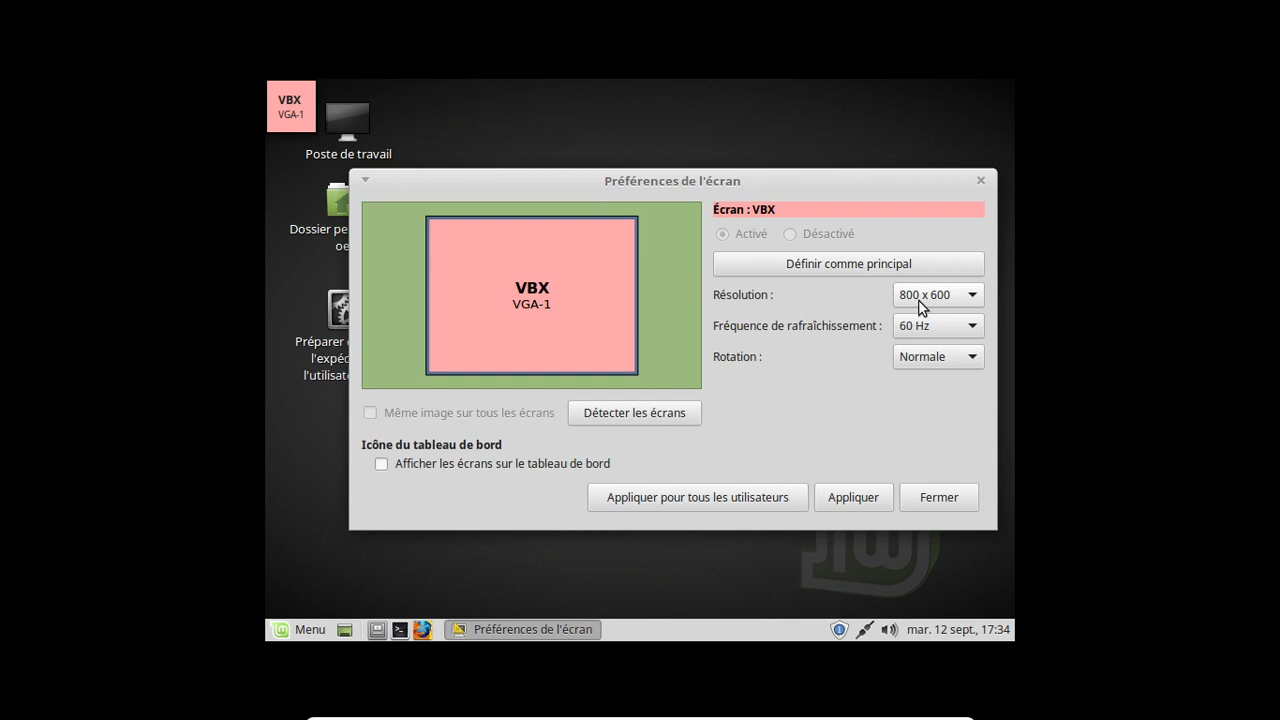 VBX
VGA-1
Poste de travail
Dossier pe
oe
Préparer
l'expéc
l'utilisat
Préférences de l'écran
VBX
VGA-1
Écran : VBX
Activé
Désactivé
Définir comme principal
Résolution :
800 x 600
Fréquence de rafraîchissement :
60 Hz
Rotation :
Normale
Même image sur tous les écrans
Détecter les écrans
Icône du tableau de bord
Afficher les écrans sur le tableau de bord
Appliquer pour tous les utilisateurs
Appliquer
Fermer
Menu
Préférences de l'écran
mar. 12 sept., 17:34